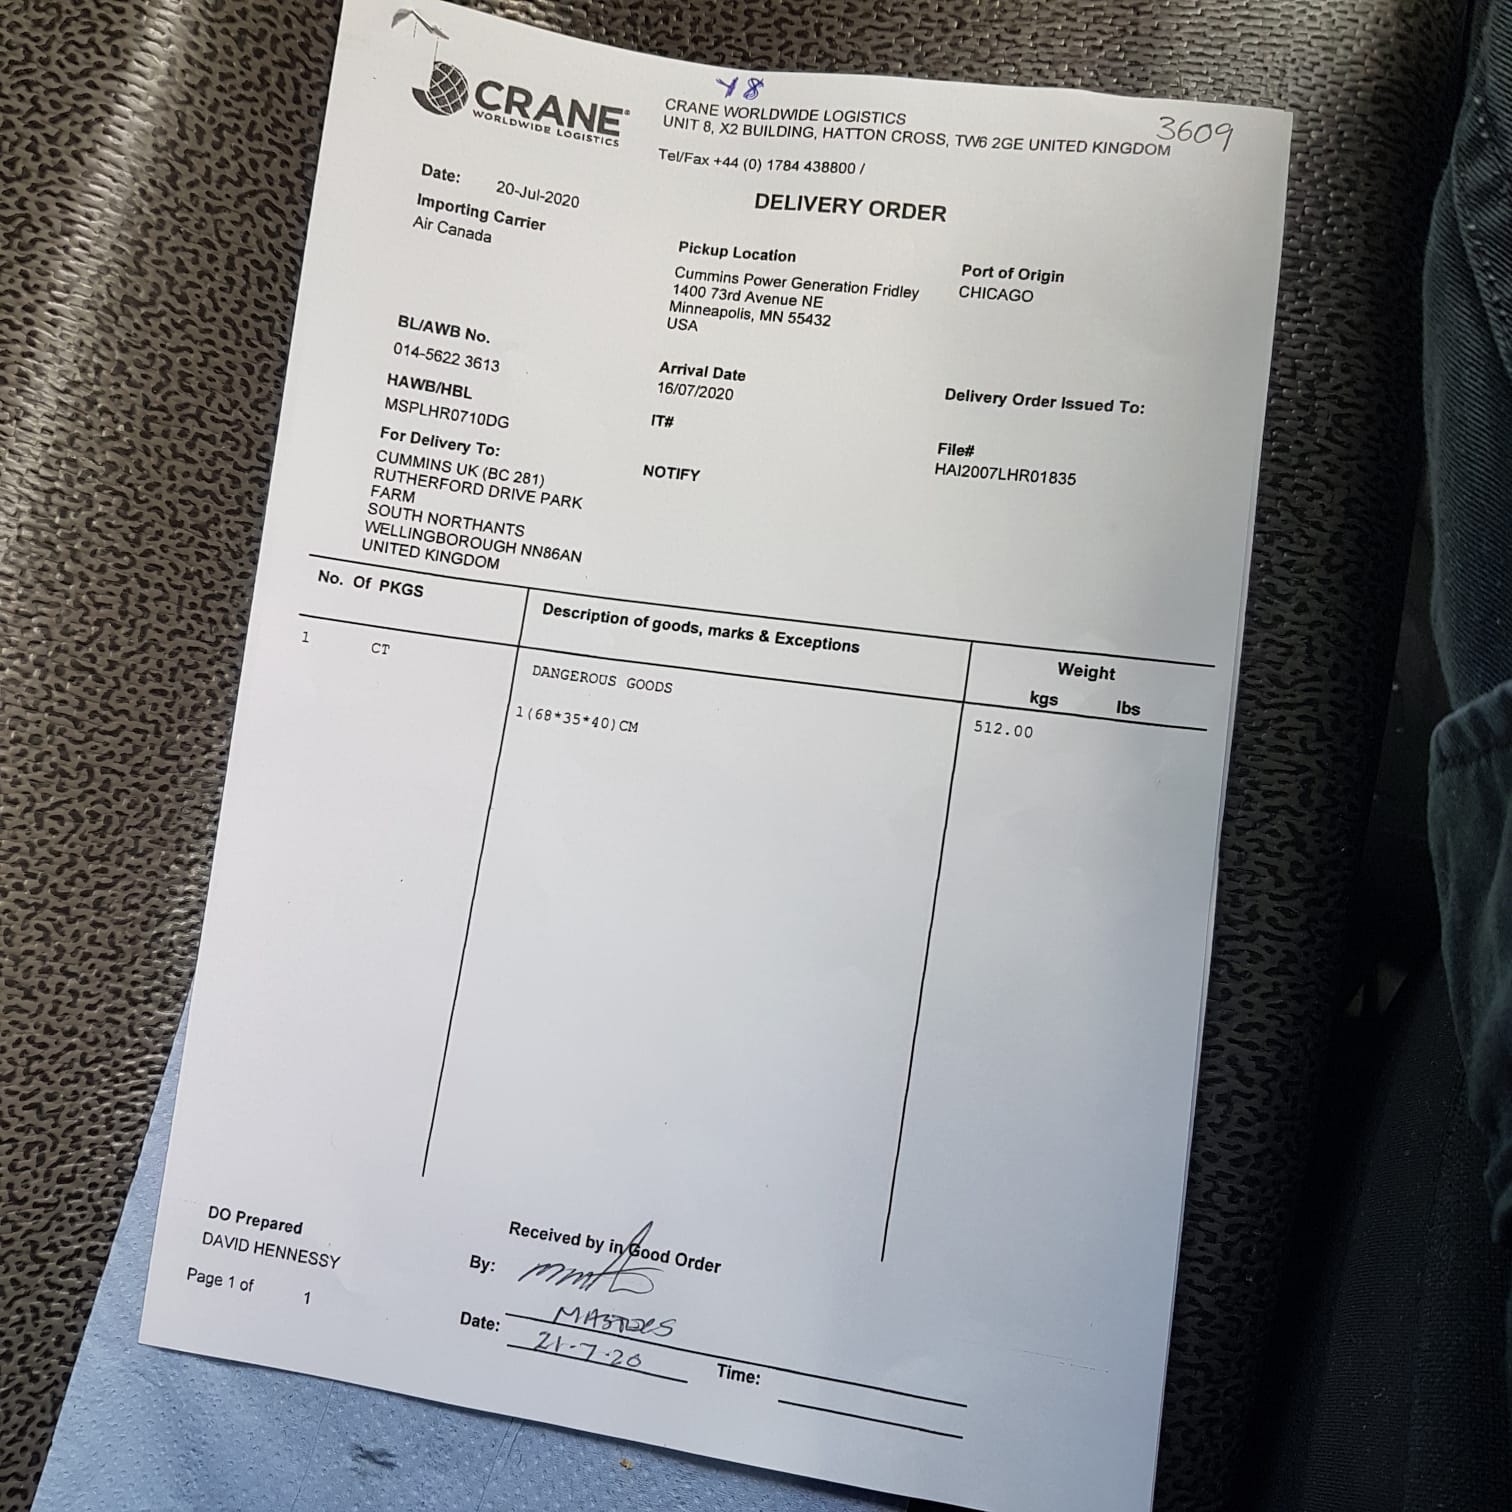 Y8
3609
CRANE
WORLDWIDE LOGISTICS
CRANE WORLDWIDE LOGISTICS
UNIT 8, X2 BUILDING, HATTON CROSS, TW6 2GE UNITED KINGDOM
Tel/Fax +44 (0) 1784 438800 /
DELIVERY ORDER
Date: 20-Jul-2020
Importing Carrier
Air Canada
Pickup Location
Cummins Power Generation Fridley
1400 73rd Avenue NE
Minneapolis, MN 55432
USA
Port of Origin
CHICAGO
BL/AWB No.
014-5622 3613
HAWB/HBL
MSPLHR0710DG
Arrival Date
16/07/2020
IT#
NOTIFY
Delivery Order Issued To:
File#
HAI2007LHR01835
For Delivery To:
CUMMINS UK (BC 281)
RUTHERFORD DRIVE PARK
FARM
SOUTH NORTHANTS
WELLINGBOROUGH NN86AN
UNITED KINGDOM
No. Of PKGS
Description of goods, marks & Exceptions
Weight
kgs lbs
1 CT
DANGEROUS GOODS
1(68*35*40)CM
512.00
DO Prepared
DAVID HENNESSY
Page 1 of 1
Received by in Good Order
By:
Date: 21-7-20
Time: